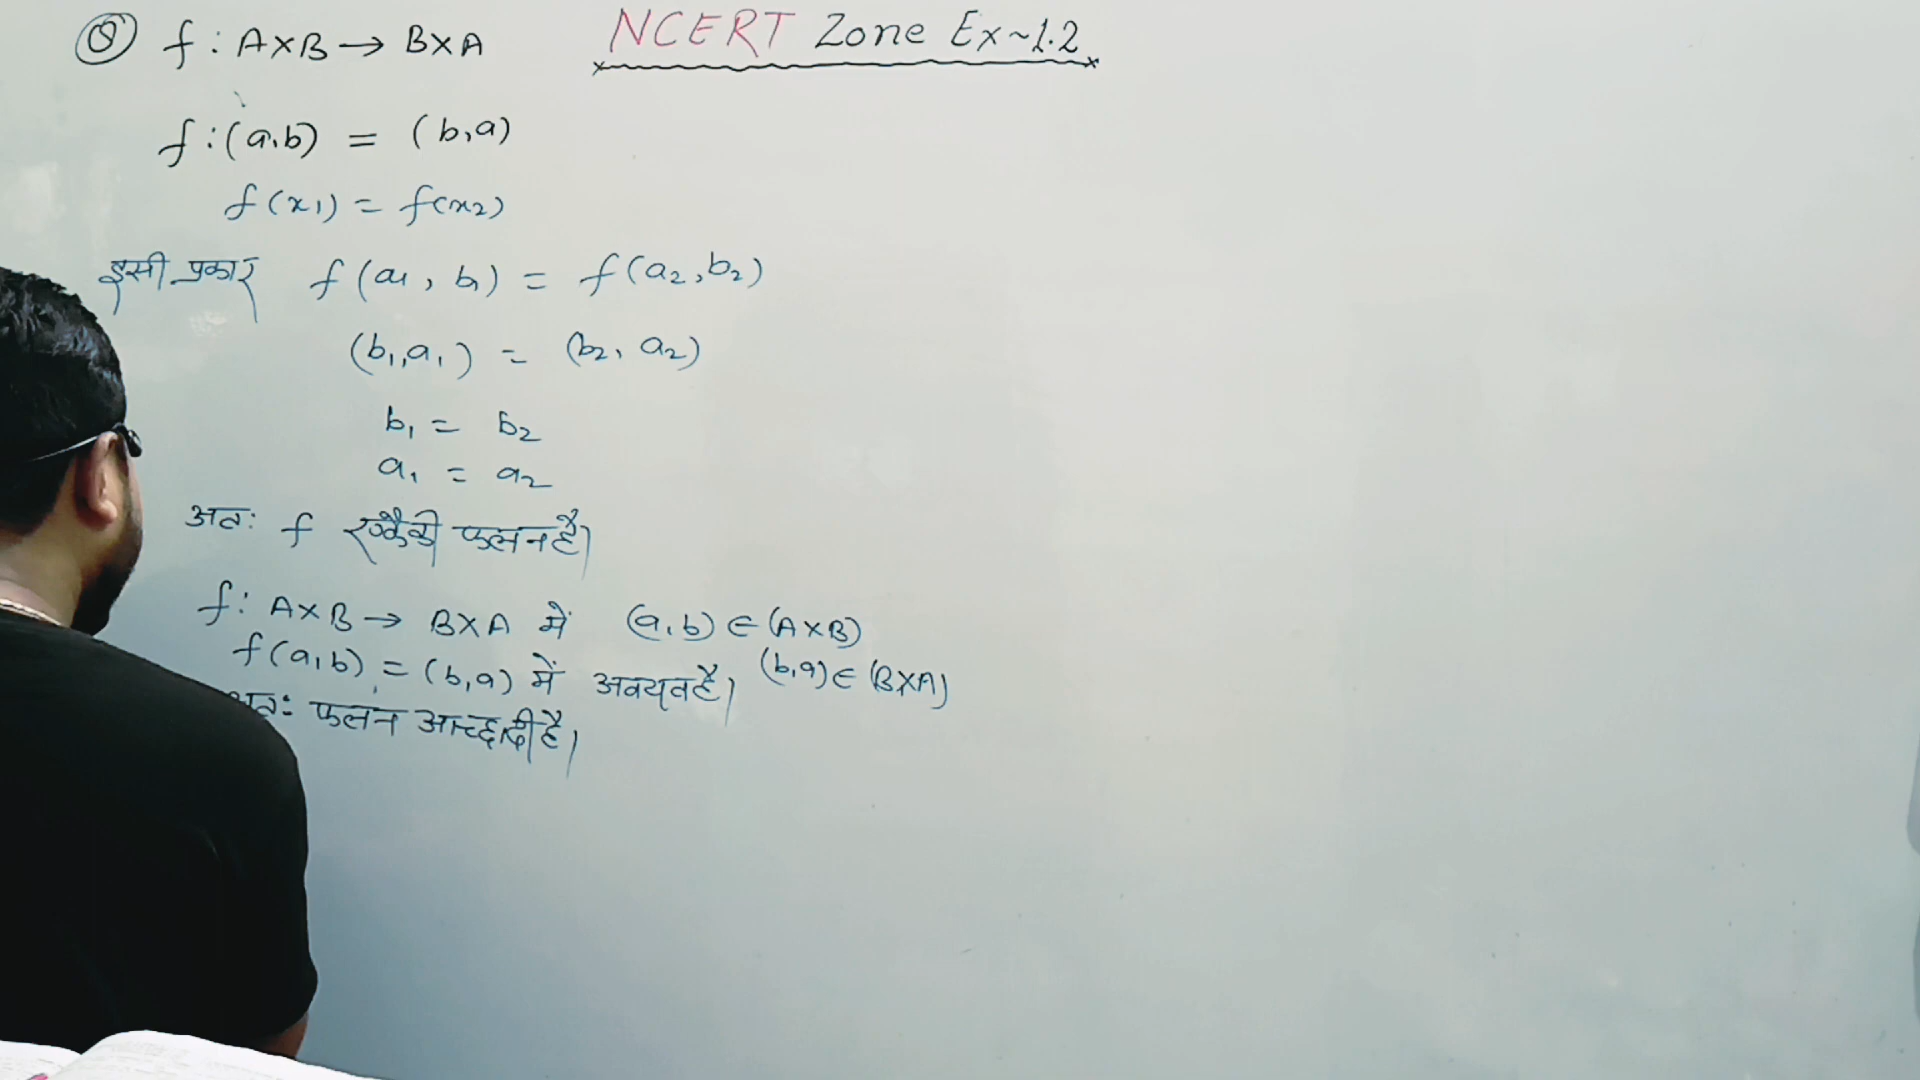 ⑧ f : A×B → B×A
NCERT Zone Ex~1.2
f:(a,b) = (b,a)
f(x₁) = f(x₂)
इसी प्रकार f(a₁, b₁) = f(a₂,b₂)
(b₁,a₁) = (b₂, a₂)
b₁ = b₂
a₁ = a₂
अतः f एकैकी फलन है।
f: A×B → B×A में (a,b) ∈ (A×B)
f(a,b) = (b,a) में अवयव है। (b,a) ∈ (B×A)
अतः फलन आच्छादी है।